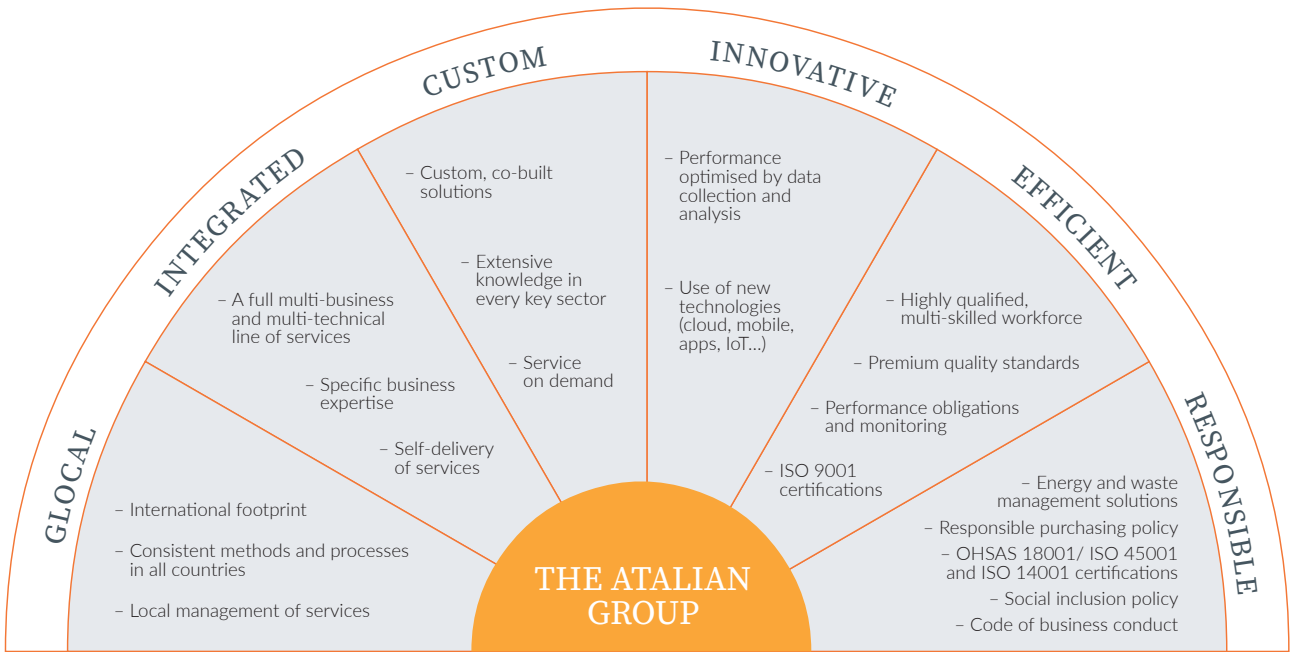 GLOCAL
– International footprint
– Consistent methods and processes
in all countries
– Local management of services
INTEGRATED
– A full multi-business
and multi-technical
line of services
– Specific business
expertise
– Self-delivery
of services
CUSTOM
– Custom, co-built
solutions
– Extensive
knowledge in
every key sector
– Service
on demand
INNOVATIVE
– Performance
optimised by data
collection and
analysis
– Use of new
technologies
(cloud, mobile,
apps, IoT...)
EFFICIENT
– Highly qualified,
multi-skilled workforce
– Premium quality standards
– Performance obligations
and monitoring
– ISO 9001
certifications
RESPONSIBLE
– Energy and waste
management solutions
– Responsible purchasing policy
– OHSAS 18001/ ISO 45001
and ISO 14001 certifications
– Social inclusion policy
– Code of business conduct
THE ATALIAN
GROUP